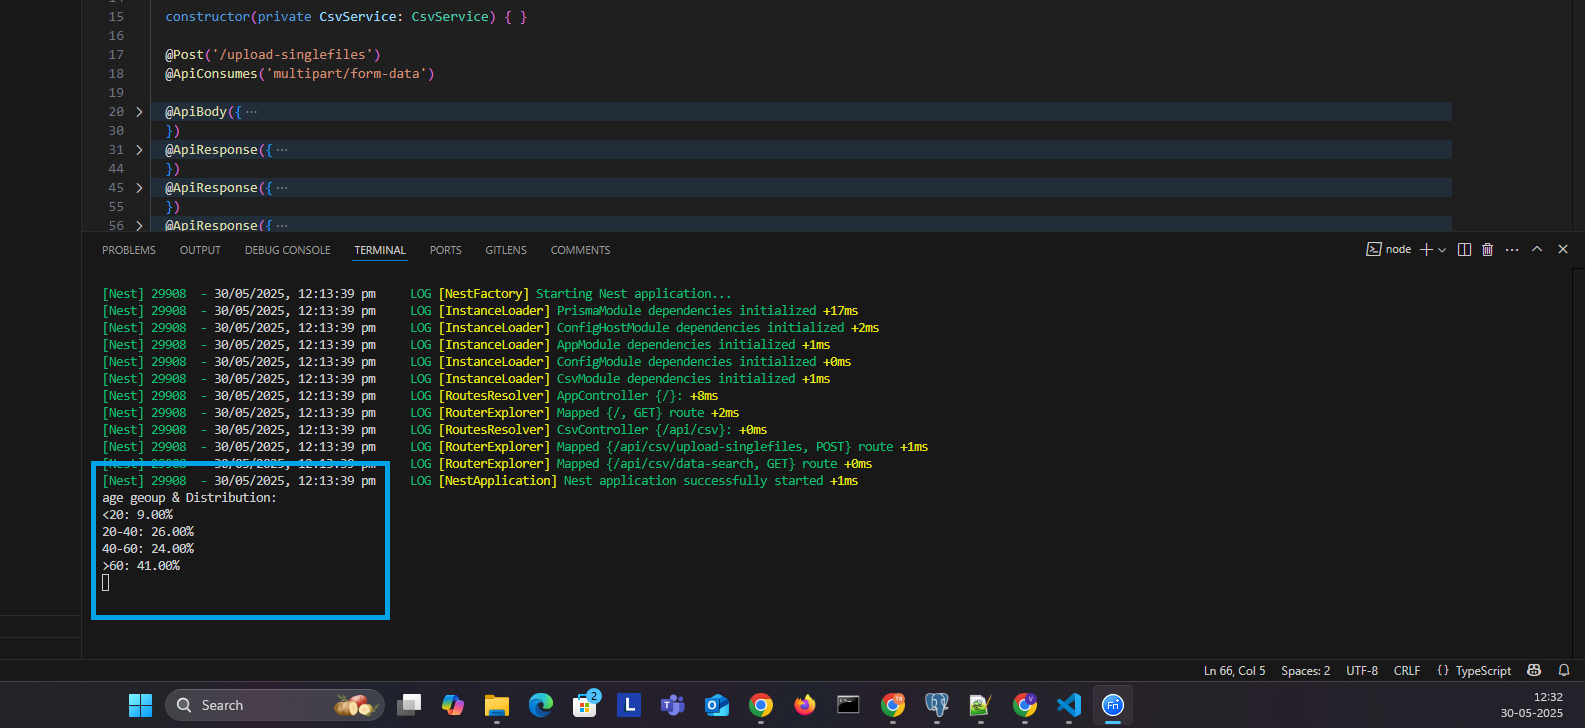 15 constructor(private CsvService: CsvService) { }
16
17 @Post('/upload-singlefiles')
18 @ApiConsumes('multipart/form-data')
19
20 @ApiBody({ ···
30 })
31 @ApiResponse({ ···
44 })
45 @ApiResponse({ ···
55 })
56 @ApiResponse({ ···
PROBLEMS OUTPUT DEBUG CONSOLE TERMINAL PORTS GITLENS COMMENTS node
[Nest] 29908  - 30/05/2025, 12:13:39 pm     LOG [NestFactory] Starting Nest application...
[Nest] 29908  - 30/05/2025, 12:13:39 pm     LOG [InstanceLoader] PrismaModule dependencies initialized +17ms
[Nest] 29908  - 30/05/2025, 12:13:39 pm     LOG [InstanceLoader] ConfigHostModule dependencies initialized +2ms
[Nest] 29908  - 30/05/2025, 12:13:39 pm     LOG [InstanceLoader] AppModule dependencies initialized +1ms
[Nest] 29908  - 30/05/2025, 12:13:39 pm     LOG [InstanceLoader] ConfigModule dependencies initialized +0ms
[Nest] 29908  - 30/05/2025, 12:13:39 pm     LOG [InstanceLoader] CsvModule dependencies initialized +1ms
[Nest] 29908  - 30/05/2025, 12:13:39 pm     LOG [RoutesResolver] AppController {/}: +8ms
[Nest] 29908  - 30/05/2025, 12:13:39 pm     LOG [RouterExplorer] Mapped {/, GET} route +2ms
[Nest] 29908  - 30/05/2025, 12:13:39 pm     LOG [RoutesResolver] CsvController {/api/csv}: +0ms
[Nest] 29908  - 30/05/2025, 12:13:39 pm     LOG [RouterExplorer] Mapped {/api/csv/upload-singlefiles, POST} route +1ms
[Nest] 29908  - 30/05/2025, 12:13:39 pm     LOG [RouterExplorer] Mapped {/api/csv/data-search, GET} route +0ms
[Nest] 29908  - 30/05/2025, 12:13:39 pm     LOG [NestApplication] Nest application successfully started +1ms
age geoup & Distribution:
<20: 9.00%
20-40: 26.00%
40-60: 24.00%
>60: 41.00%
Ln 66, Col 5 Spaces: 2 UTF-8 CRLF {} TypeScript
Search
2
L
Fn
12:32
30-05-2025